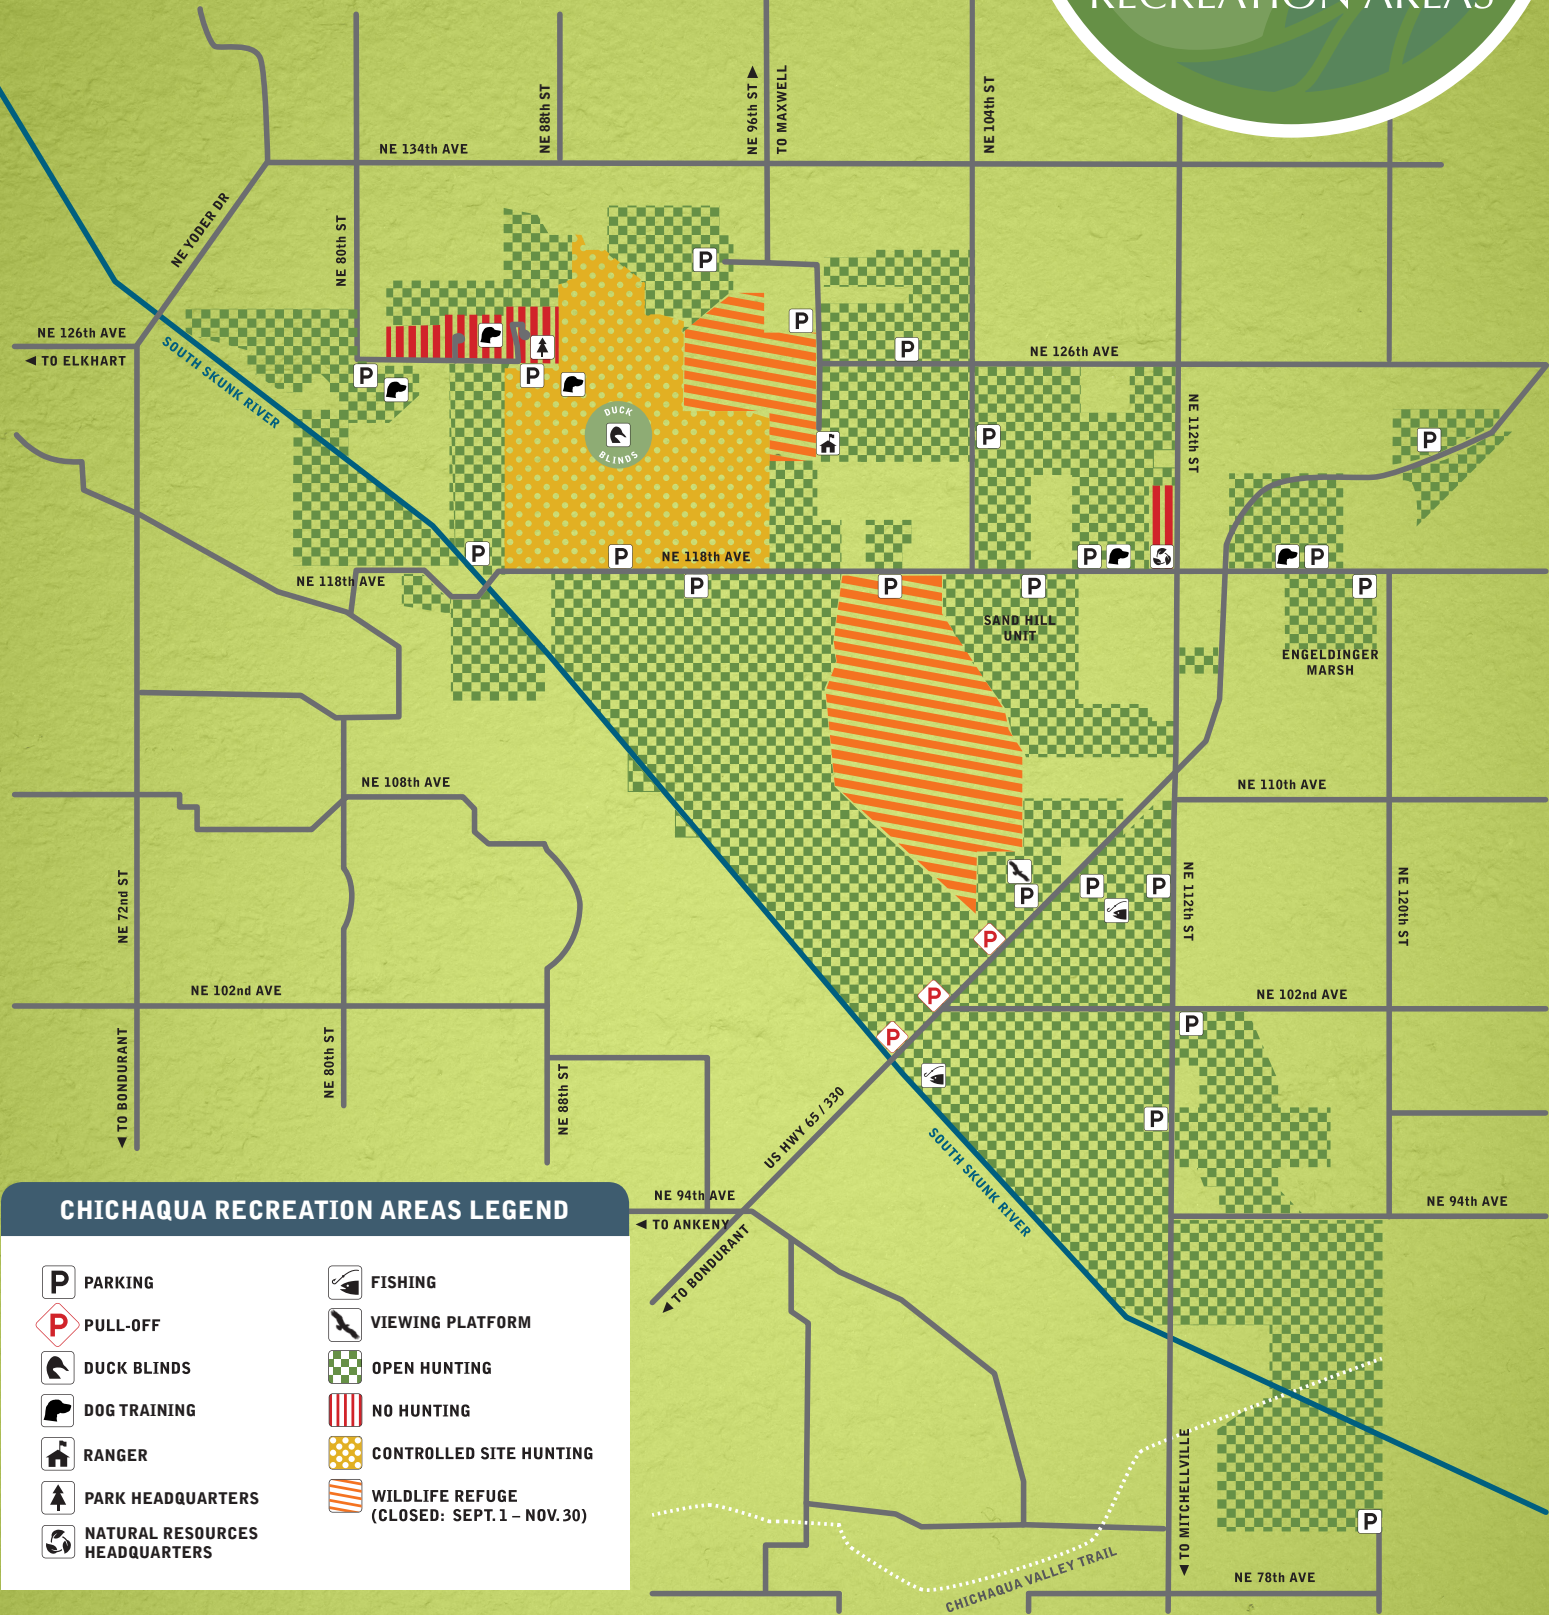 RECREATION AREAS
NE 88th ST
NE 96th ST ▲
TO MAXWELL
NE 104th ST
NE 134th AVE
NE YODER DR
NE 80th ST
P
NE 126th AVE
◄ TO ELKHART
SOUTH SKUNK RIVER
P
P
NE 126th AVE
P
P
DUCK
BLINDS
P
NE 112th ST
P
P
P
NE 118th AVE
P
P
NE 118th AVE
P
P
P
P
SAND HILL
UNIT
ENGELDINGER
MARSH
NE 108th AVE
NE 110th AVE
NE 72nd ST
P
P
P
NE 112th ST
NE 120th ST
P
NE 102nd AVE
P
NE 102nd AVE
P
P
NE 80th ST
◄ TO BONDURANT
NE 88th ST
US HWY 65 / 330
P
SOUTH SKUNK RIVER
NE 94th AVE
◄ TO ANKENY
◄ TO BONDURANT
NE 94th AVE
CHICHAQUA RECREATION AREAS LEGEND
P PARKING
P PULL-OFF
DUCK BLINDS
DOG TRAINING
RANGER
PARK HEADQUARTERS
NATURAL RESOURCES
HEADQUARTERS
FISHING
VIEWING PLATFORM
OPEN HUNTING
NO HUNTING
CONTROLLED SITE HUNTING
WILDLIFE REFUGE
(CLOSED: SEPT. 1 – NOV. 30)
◄ TO MITCHELLVILLE
P
CHICHAQUA VALLEY TRAIL
NE 78th AVE